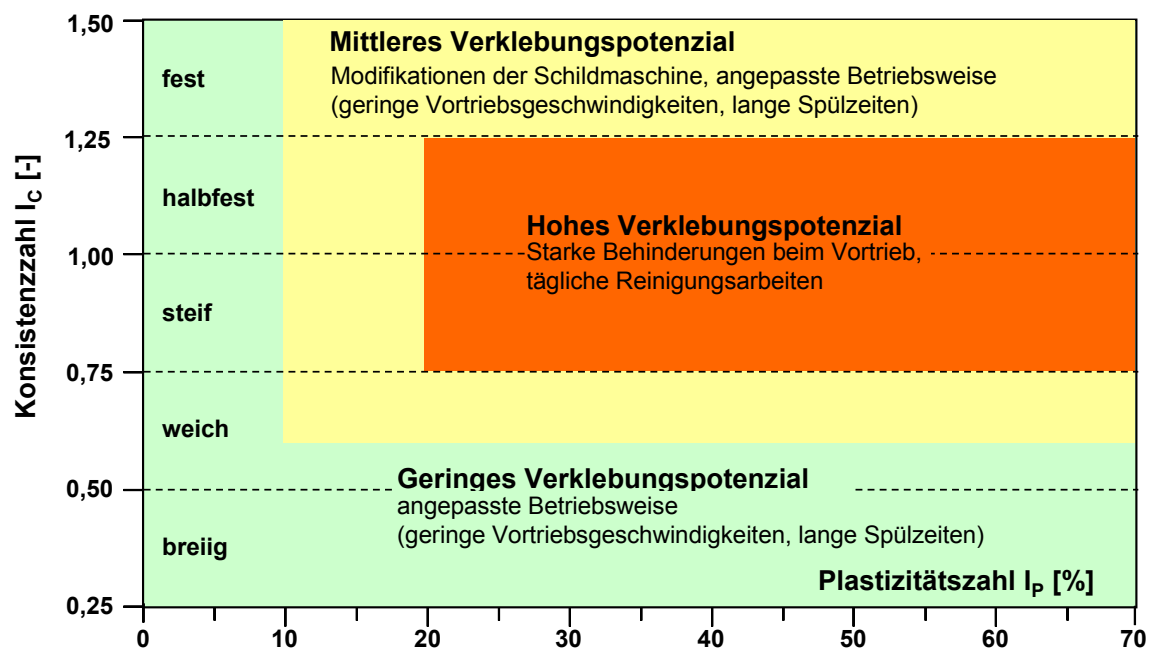 1,50
Mittleres Verklebungspotenzial
fest
Modifikationen der Schildmaschine, angepasste Betriebsweise
(geringe Vortriebsgeschwindigkeiten, lange Spülzeiten)
1,25
halbfest
Hohes Verklebungspotenzial
1,00
Starke Behinderungen beim Vortrieb,
tägliche Reinigungsarbeiten
steif
Konsistenzzahl I_C [-]
0,75
weich
Geringes Verklebungspotenzial
0,50
angepasste Betriebsweise
(geringe Vortriebsgeschwindigkeiten, lange Spülzeiten)
breiig
Plastizitätszahl I_P [%]
0,25
0 10 20 30 40 50 60 70